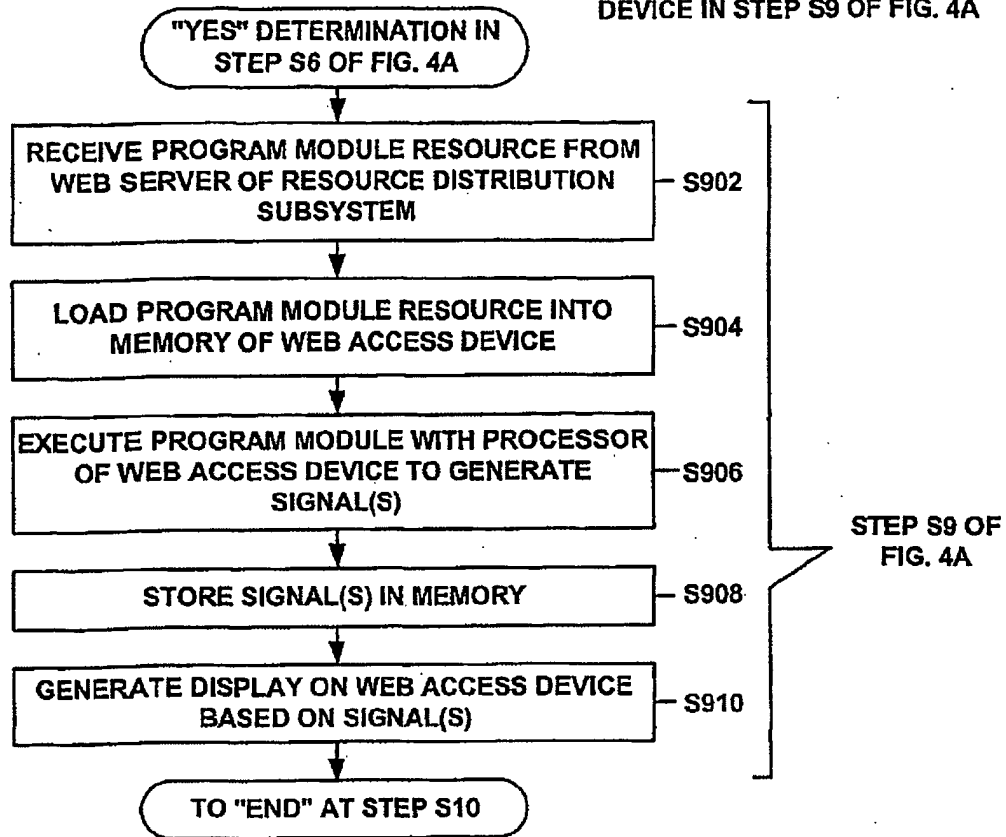 DEVICE IN STEP S9 OF FIG. 4A
"YES" DETERMINATION IN
STEP S6 OF FIG. 4A
RECEIVE PROGRAM MODULE RESOURCE FROM
WEB SERVER OF RESOURCE DISTRIBUTION
SUBSYSTEM
S902
LOAD PROGRAM MODULE RESOURCE INTO
MEMORY OF WEB ACCESS DEVICE
S904
EXECUTE PROGRAM MODULE WITH PROCESSOR
OF WEB ACCESS DEVICE TO GENERATE
SIGNAL(S)
S906
STORE SIGNAL(S) IN MEMORY
S908
GENERATE DISPLAY ON WEB ACCESS DEVICE
BASED ON SIGNAL(S)
S910
TO "END" AT STEP S10
STEP S9 OF
FIG. 4A